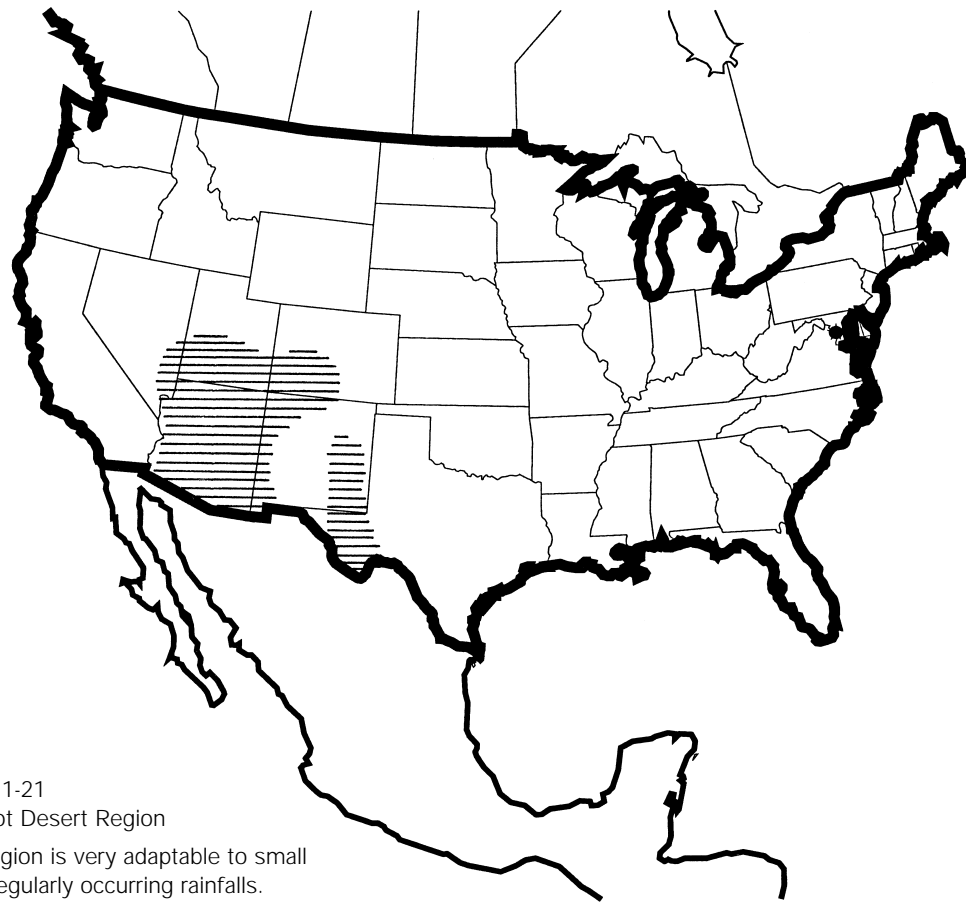 1-21
ot Desert Region
gion is very adaptable to small
egularly occurring rainfalls.